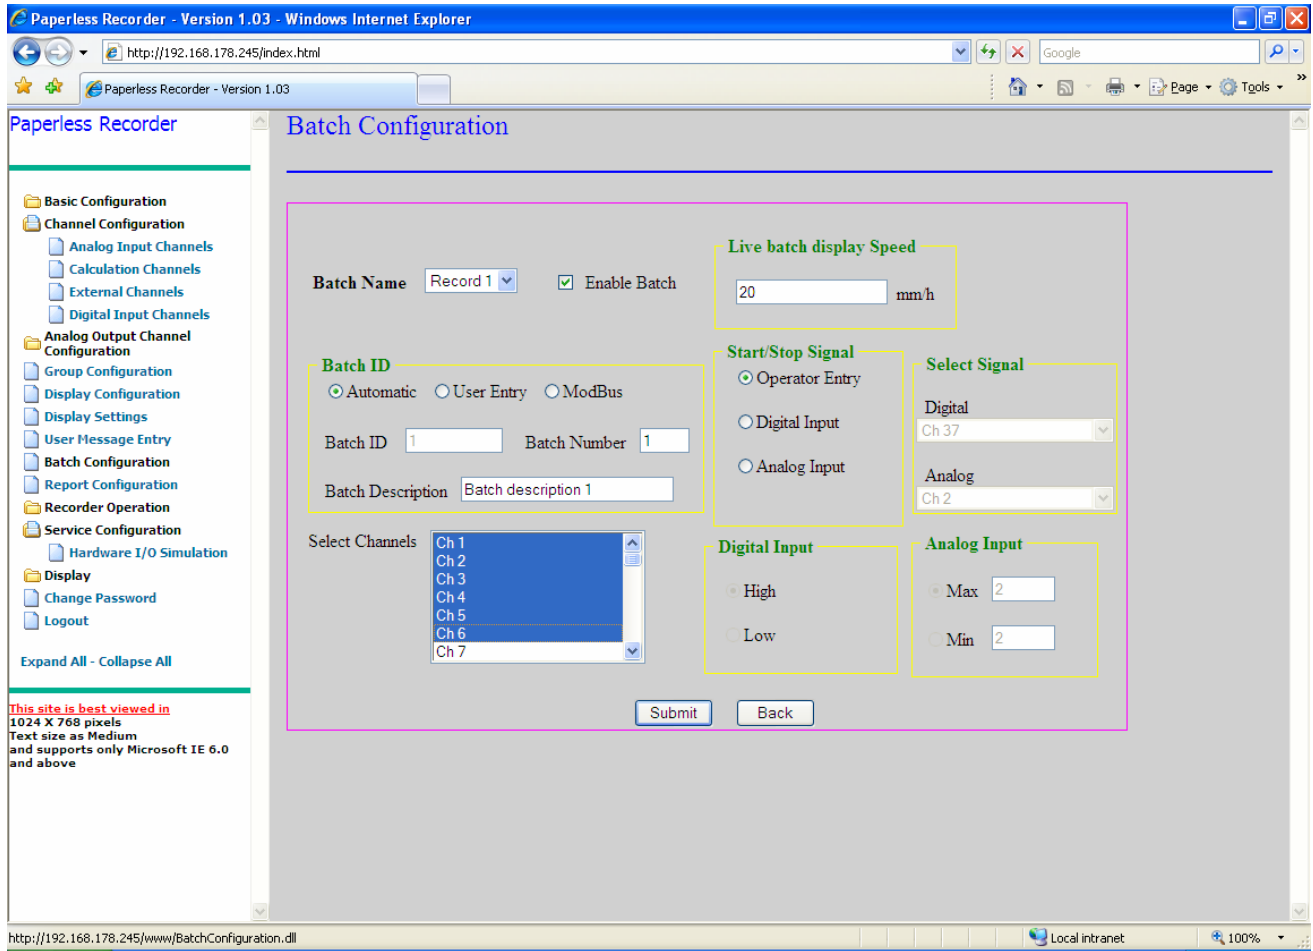 Paperless Recorder - Version 1.03 - Windows Internet Explorer
http://192.168.178.245/index.html
Google
Paperless Recorder - Version 1.03
Page
Tools
»
Paperless Recorder
Basic Configuration
Channel Configuration
Analog Input Channels
Calculation Channels
External Channels
Digital Input Channels
Analog Output Channel
Configuration
Group Configuration
Display Configuration
Display Settings
User Message Entry
Batch Configuration
Report Configuration
Recorder Operation
Service Configuration
Hardware I/O Simulation
Display
Change Password
Logout
Expand All - Collapse All
This site is best viewed in
1024 X 768 pixels
Text size as Medium
and supports only Microsoft IE 6.0
and above
Batch Configuration
Batch Name Record 1 Enable Batch
Live batch display Speed
20 mm/h
Batch ID
Automatic User Entry ModBus
Batch ID 1 Batch Number 1
Batch Description Batch description 1
Start/Stop Signal
Operator Entry
Digital Input
Analog Input
Select Signal
Digital
Ch 37
Analog
Ch 2
Select Channels
Ch 1
Ch 2
Ch 3
Ch 4
Ch 5
Ch 6
Ch 7
Digital Input
High
Low
Analog Input
Max 2
Min 2
Submit Back
http://192.168.178.245/www/BatchConfiguration.dll
Local intranet
100%